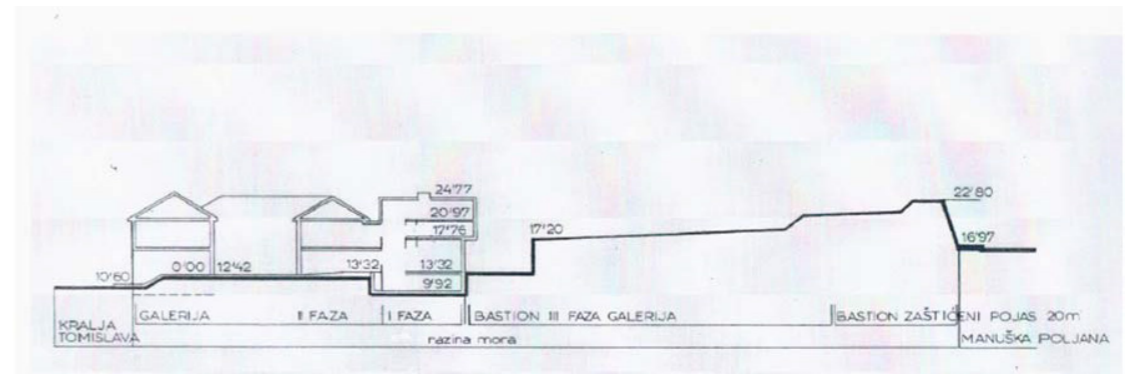 24'77
22'80
20'97
17'76
17'20
16'97
10'60
0'00
12'42
13'32
13'32
9'92
GALERIJA
II FAZA
I FAZA
BASTION III FAZA GALERIJA
BASTION ZAŠTIĆENI POJAS 20m
KRALJA
TOMISLAVA
razina mora
MANUŠKA POLJANA